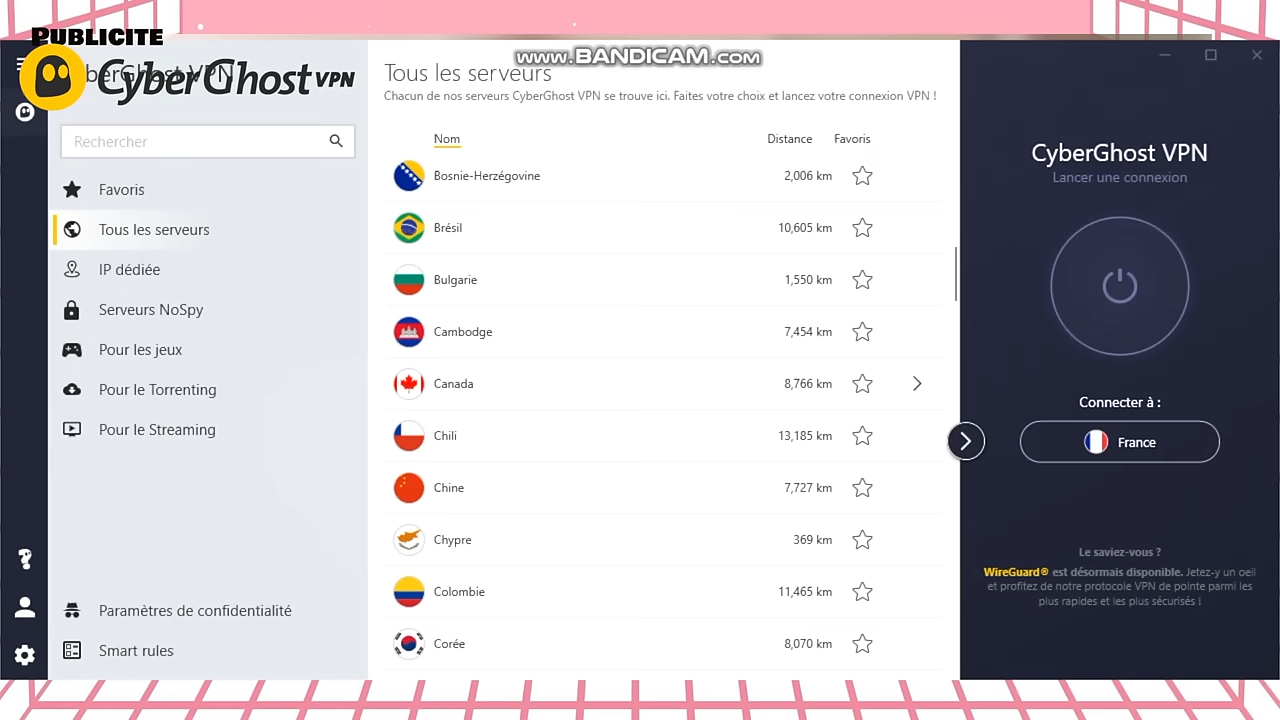 PUBLICITE
CyberGhost VPN
CyberGhost VPN
www.BANDICAM.com
Tous les serveurs
Chacun de nos serveurs CyberGhost VPN se trouve ici. Faites votre choix et lancez votre connexion VPN !
Rechercher
Favoris
Tous les serveurs
IP dédiée
Serveurs NoSpy
Pour les jeux
Pour le Torrenting
Pour le Streaming
Paramètres de confidentialité
Smart rules
Nom Distance Favoris
Bosnie-Herzégovine 2,006 km
Brésil 10,605 km
Bulgarie 1,550 km
Cambodge 7,454 km
Canada 8,766 km
Chili 13,185 km
Chine 7,727 km
Chypre 369 km
Colombie 11,465 km
Corée 8,070 km
CyberGhost VPN
Lancer une connexion
Connecter à :
France
Le saviez-vous ?
WireGuard® est désormais disponible. Jetez-y un oeil
et profitez de notre protocole VPN de pointe parmi les
plus rapides et les plus sécurisés !